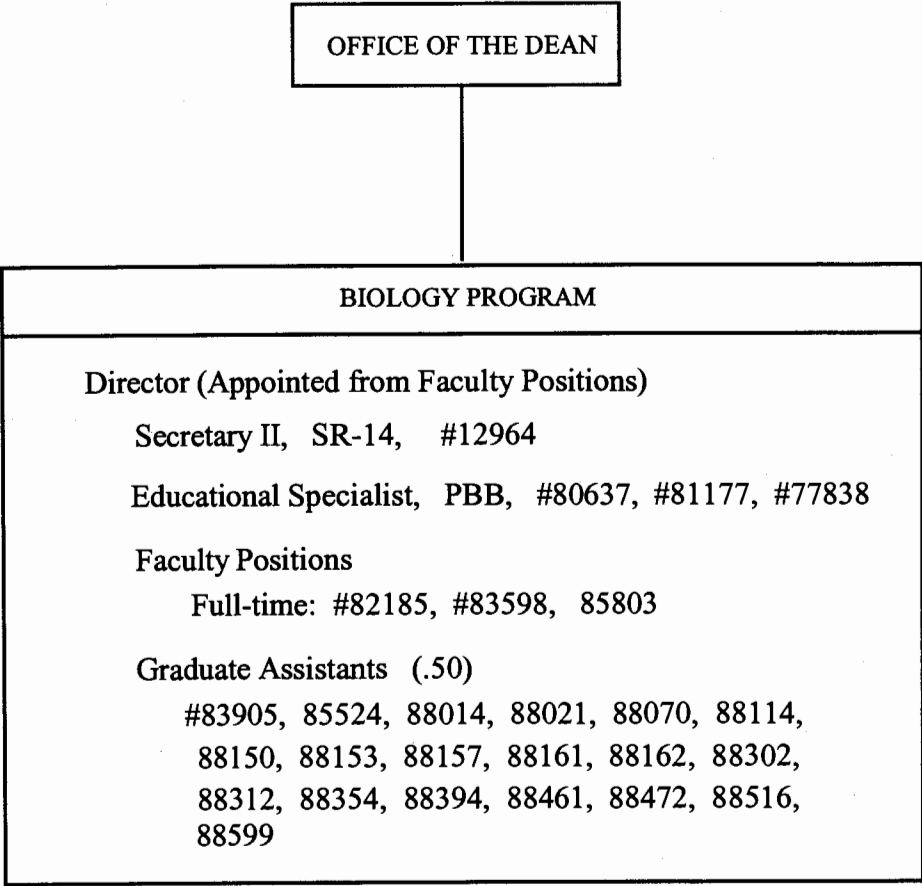 OFFICE OF THE DEAN
BIOLOGY PROGRAM
Director (Appointed from Faculty Positions)
Secretary II, SR-14, #12964
Educational Specialist, PBB, #80637, #81177, #77838
Faculty Positions
Full-time: #82185, #83598, 85803
Graduate Assistants (.50)
#83905, 85524, 88014, 88021, 88070, 88114,
88150, 88153, 88157, 88161, 88162, 88302,
88312, 88354, 88394, 88461, 88472, 88516,
88599